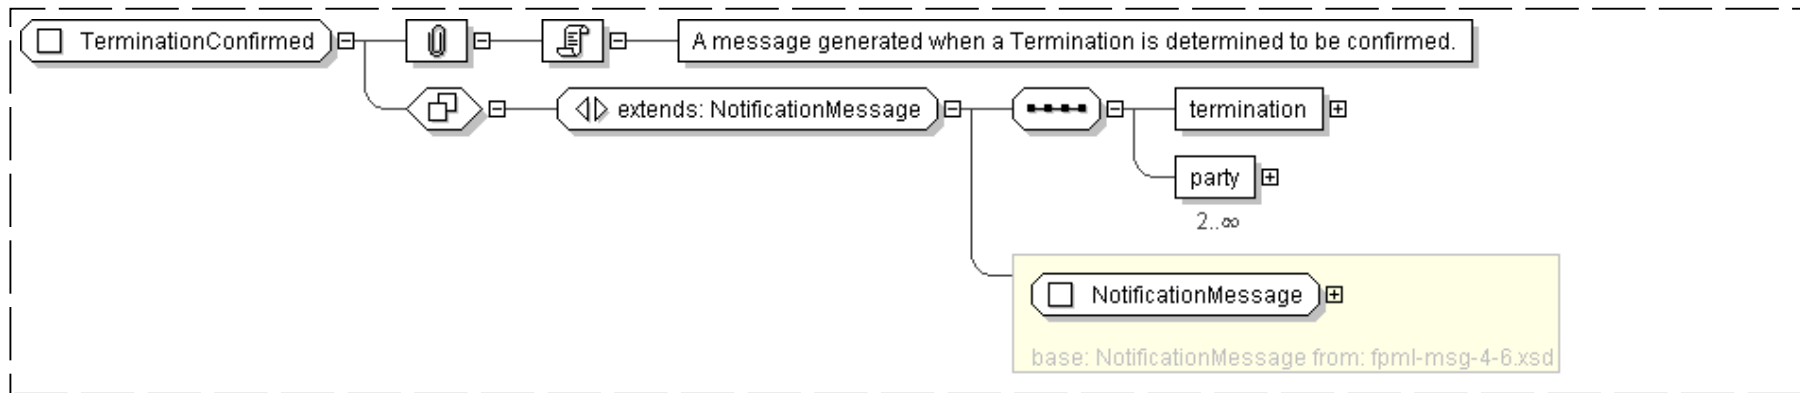 TerminationConfirmed
A message generated when a Termination is determined to be confirmed.
extends: NotificationMessage
termination
party
2..∞
NotificationMessage
base: NotificationMessage from: fpml-msg-4-6.xsd